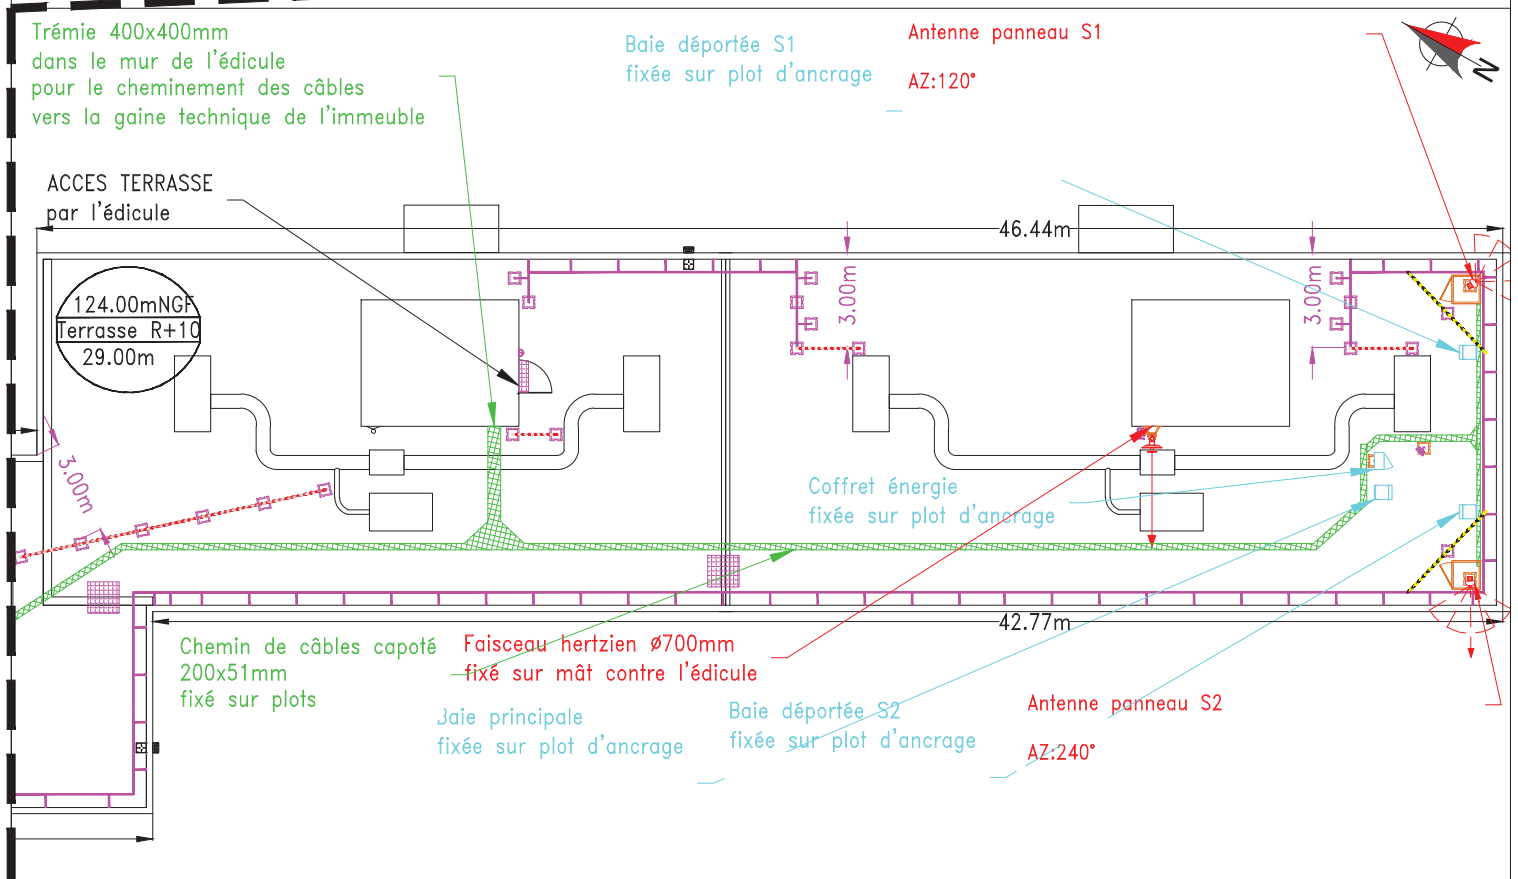 Trémie 400x400mm
dans le mur de l'édicule
pour le cheminement des câbles
vers la gaine technique de l'immeuble
Baie déportée S1
fixée sur plot d'ancrage
Antenne panneau S1
AZ:120°
N
ACCES TERRASSE
par l'édicule
46.44m
124.00mNGF
Terrasse R+10
29.00m
3.00m
3.00m
3.00m
Coffret énergie
fixée sur plot d'ancrage
42.77m
Chemin de câbles capoté
200x51mm
fixé sur plots
Faisceau hertzien Ø700mm
fixé sur mât contre l'édicule
Baie principale
fixée sur plot d'ancrage
Baie déportée S2
fixée sur plot d'ancrage
Antenne panneau S2
AZ:240°